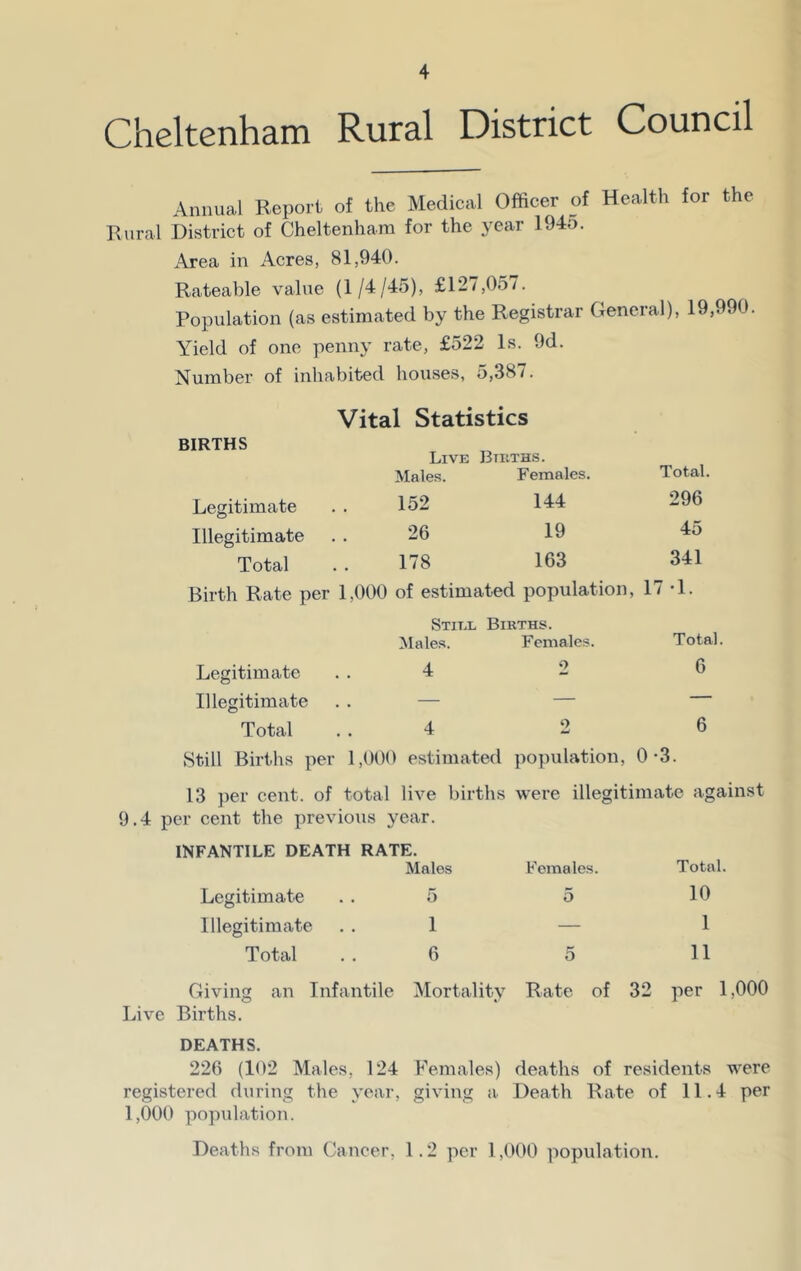 4
Cheltenham Rural District Council
Annual Report of the Medical Officer of Health for the
Rural District of Cheltenham for the year 1945.
Area in Acres, 81,940.
Rateable value (1/4/45), £127,057.
Population (as estimated by the Registrar General), 19,990.
Yield of one penny rate, £522 1s. 9d.
Number of inhabited houses, 5,387.
Vital Statistics
BIRTHS
Live Births.
Males. Females. Total.
Legitimate . . 152 144 296
Illegitimate . . 26 19 45
Total . . 178 163 341
Birth Rate per 1,000 of estimated population, 17·1.
Still Births.
Males. Females. Total.
Legitimate . . 4 2 6
Illegitimate . . — — —
Total . . 4 2 6
Still Births per 1,000 estimated population, 0·3.
13 per cent. of total live births were illegitimate against
9.4 per cent the previous year.
INFANTILE DEATH RATE.
Males Females. Total.
Legitimate . . 5 5 10
Illegitimate . . 1 — 1
Total . . 6 5 11
Giving an Infantile Mortality Rate of 32 per 1,000
Live Births.
DEATHS.
226 (102 Males, 124 Females) deaths of residents were
registered during the year, giving a Death Rate of 11.4 per
1,000 population.
Deaths from Cancer, 1.2 per 1,000 population.